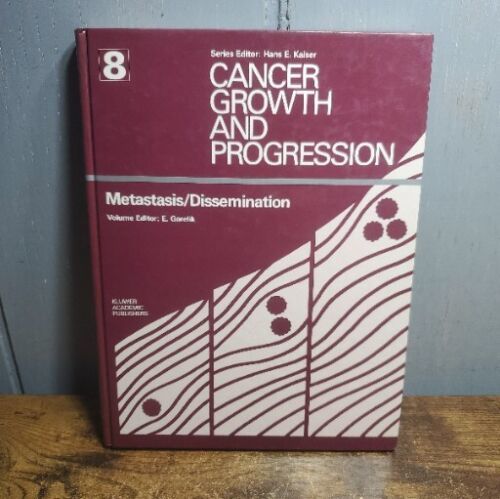 8
Series Editor: Hans E. Kaiser
CANCER
GROWTH
AND
PROGRESSION
Metastasis/Dissemination
Volume Editor: E. Gorelik
KLUWER
ACADEMIC
PUBLISHERS